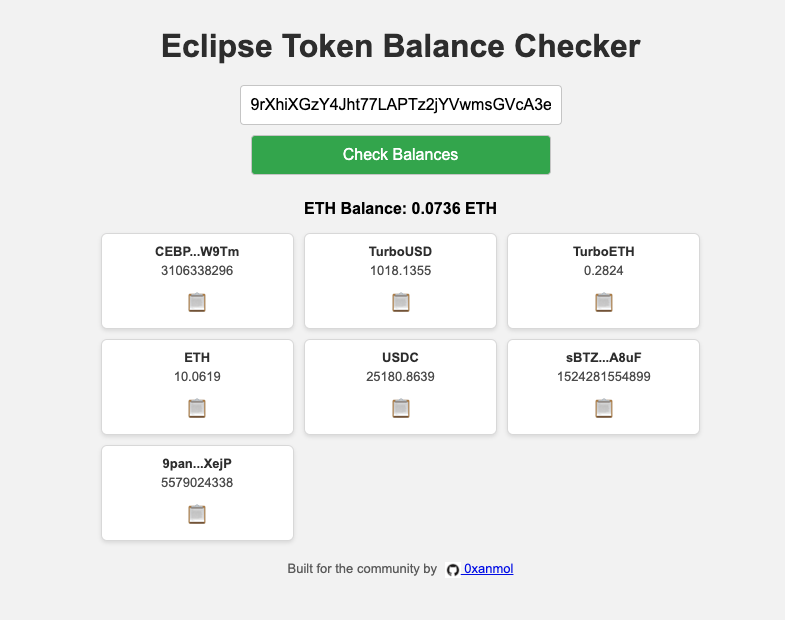 Eclipse Token Balance Checker
9rXhiXGzY4Jht77LAPTz2jYVwmsGVcA3e
Check Balances
ETH Balance: 0.0736 ETH
CEBP...W9Tm
3106338296
TurboUSD
1018.1355
TurboETH
0.2824
ETH
10.0619
USDC
25180.8639
sBTZ...A8uF
1524281554899
9pan...XejP
5579024338
Built for the community by 0xanmol